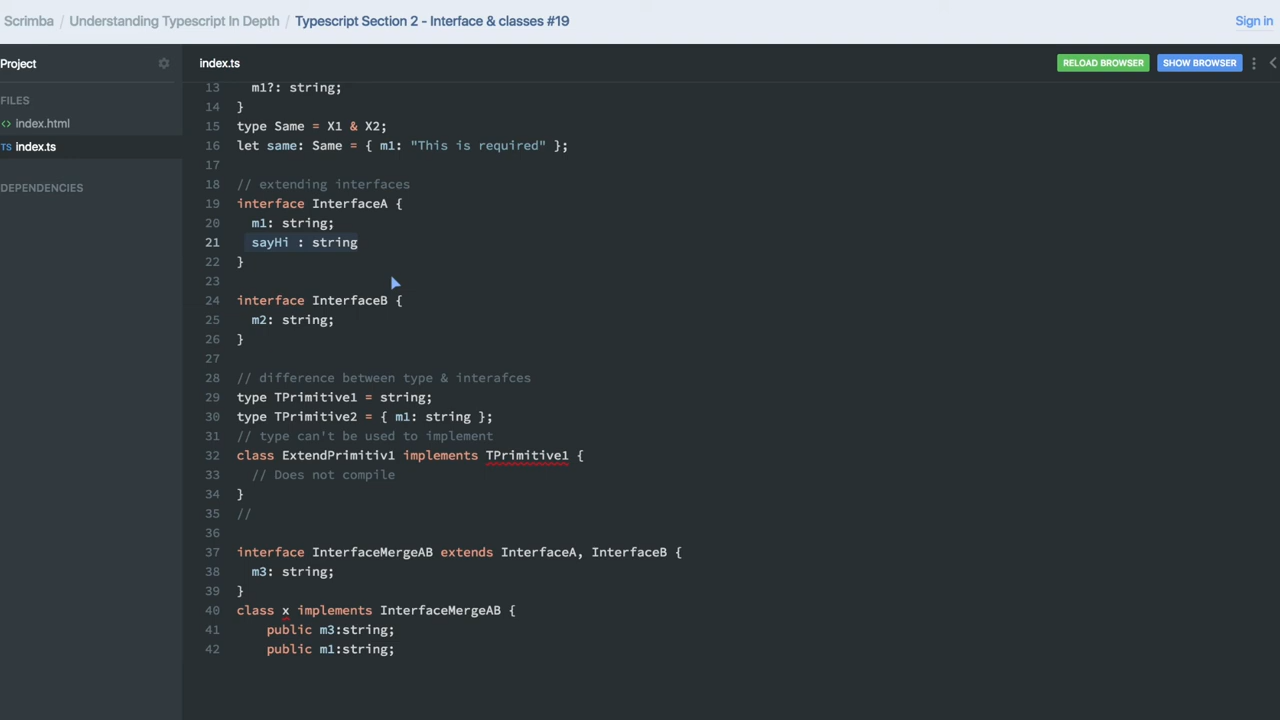 Scrimba / Understanding Typescript In Depth / Typescript Section 2 - Interface & classes #19
Sign in
Project
index.ts
RELOAD BROWSER
SHOW BROWSER
FILES
<> index.html
TS index.ts
DEPENDENCIES
13 m1?: string;
14 }
15 type Same = X1 & X2;
16 let same: Same = { m1: "This is required" };
17
18 // extending interfaces
19 interface InterfaceA {
20 m1: string;
21 sayHi : string
22 }
23
24 interface InterfaceB {
25 m2: string;
26 }
27
28 // difference between type & interafces
29 type TPrimitive1 = string;
30 type TPrimitive2 = { m1: string };
31 // type can't be used to implement
32 class ExtendPrimitiv1 implements TPrimitive1 {
33 // Does not compile
34 }
35 //
36
37 interface InterfaceMergeAB extends InterfaceA, InterfaceB {
38 m3: string;
39 }
40 class x implements InterfaceMergeAB {
41 public m3:string;
42 public m1:string;